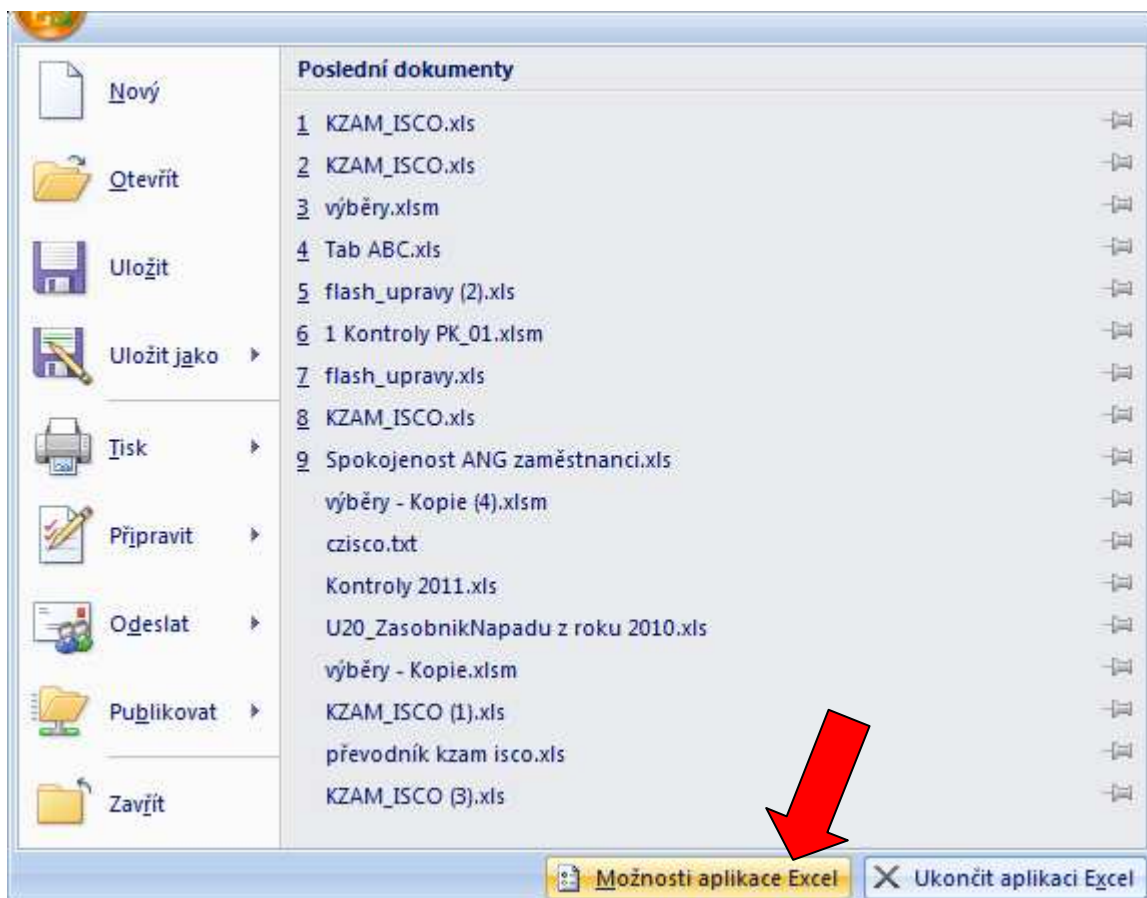 Nový
Otevřít
Uložit
Uložit jako
Tisk
Připravit
Odeslat
Publikovat
Zavřít
Poslední dokumenty
1 KZAM_ISCO.xls
2 KZAM_ISCO.xls
3 výběry.xlsm
4 Tab ABC.xls
5 flash_upravy (2).xls
6 1 Kontroly PK_01.xlsm
7 flash_upravy.xls
8 KZAM_ISCO.xls
9 Spokojenost ANG zaměstnanci.xls
výběry - Kopie (4).xlsm
czisco.txt
Kontroly 2011.xls
U20_ZasobnikNapadu z roku 2010.xls
výběry - Kopie.xlsm
KZAM_ISCO (1).xls
převodník kzam isco.xls
KZAM_ISCO (3).xls
Možnosti aplikace Excel
Ukončit aplikaci Excel